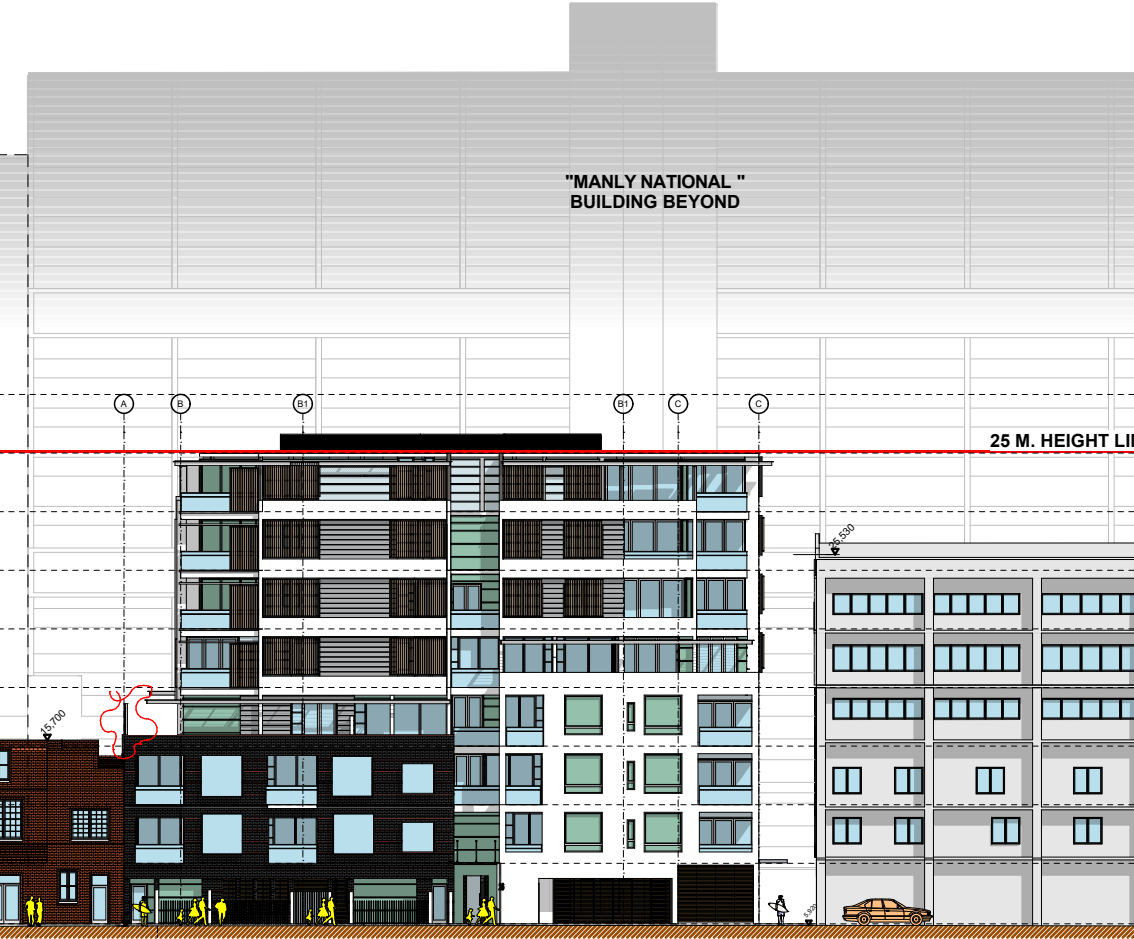 "MANLY NATIONAL "
BUILDING BEYOND
A
B
B1
B1
C
C
25 M. HEIGHT LI
25,530
15,700